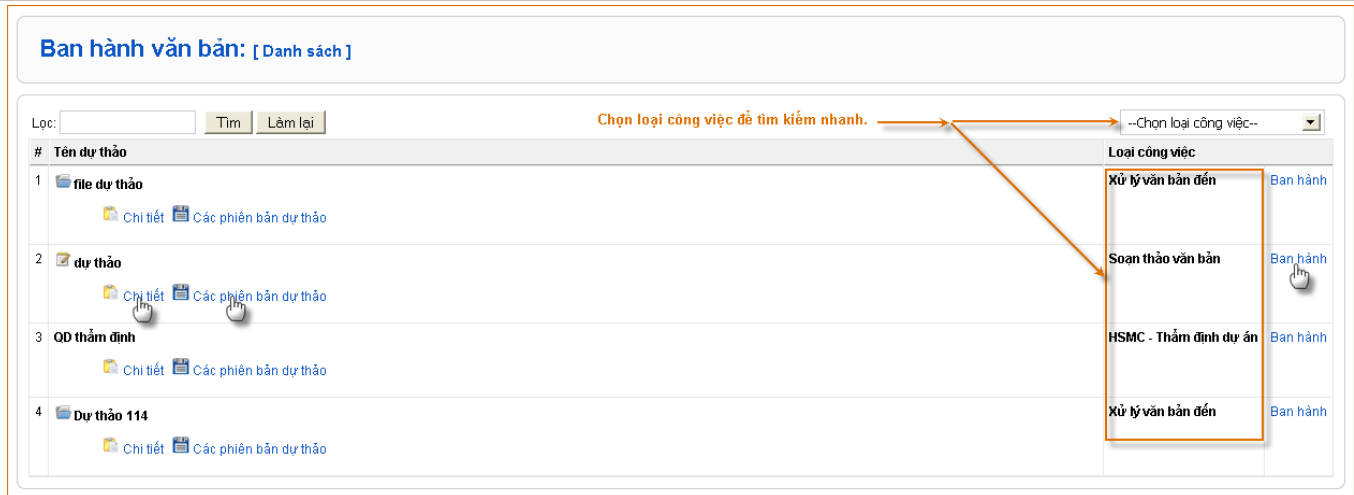 Ban hành văn bản: [ Danh sách ]
Lọc: Tìm Làm lại Chọn loại công việc để tìm kiếm nhanh. --Chọn loại công việc--
# Tên dự thảo Loại công việc
1 file dự thảo Xử lý văn bản đến Ban hành
Chi tiết Các phiên bản dự thảo
2 dự thảo Soạn thảo văn bản Ban hành
Chi tiết Các phiên bản dự thảo
3 QD thẩm định HSMC - Thẩm định dự án Ban hành
Chi tiết Các phiên bản dự thảo
4 Dự thảo 114 Xử lý văn bản đến Ban hành
Chi tiết Các phiên bản dự thảo